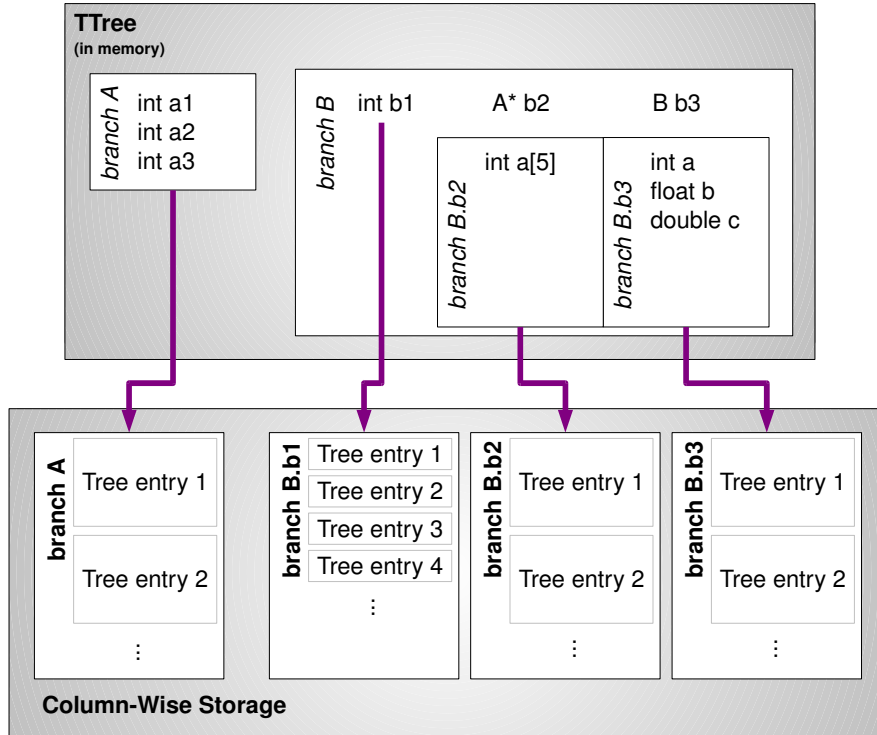 TTree
(in memory)
branch A
int a1
int a2
int a3
branch B
int b1
A* b2
B b3
branch B.b2
int a[5]
branch B.b3
int a
float b
double c
branch A
Tree entry 1
Tree entry 2
...
branch B.b1
Tree entry 1
Tree entry 2
Tree entry 3
Tree entry 4
...
branch B.b2
Tree entry 1
Tree entry 2
...
branch B.b3
Tree entry 1
Tree entry 2
...
Column-Wise Storage